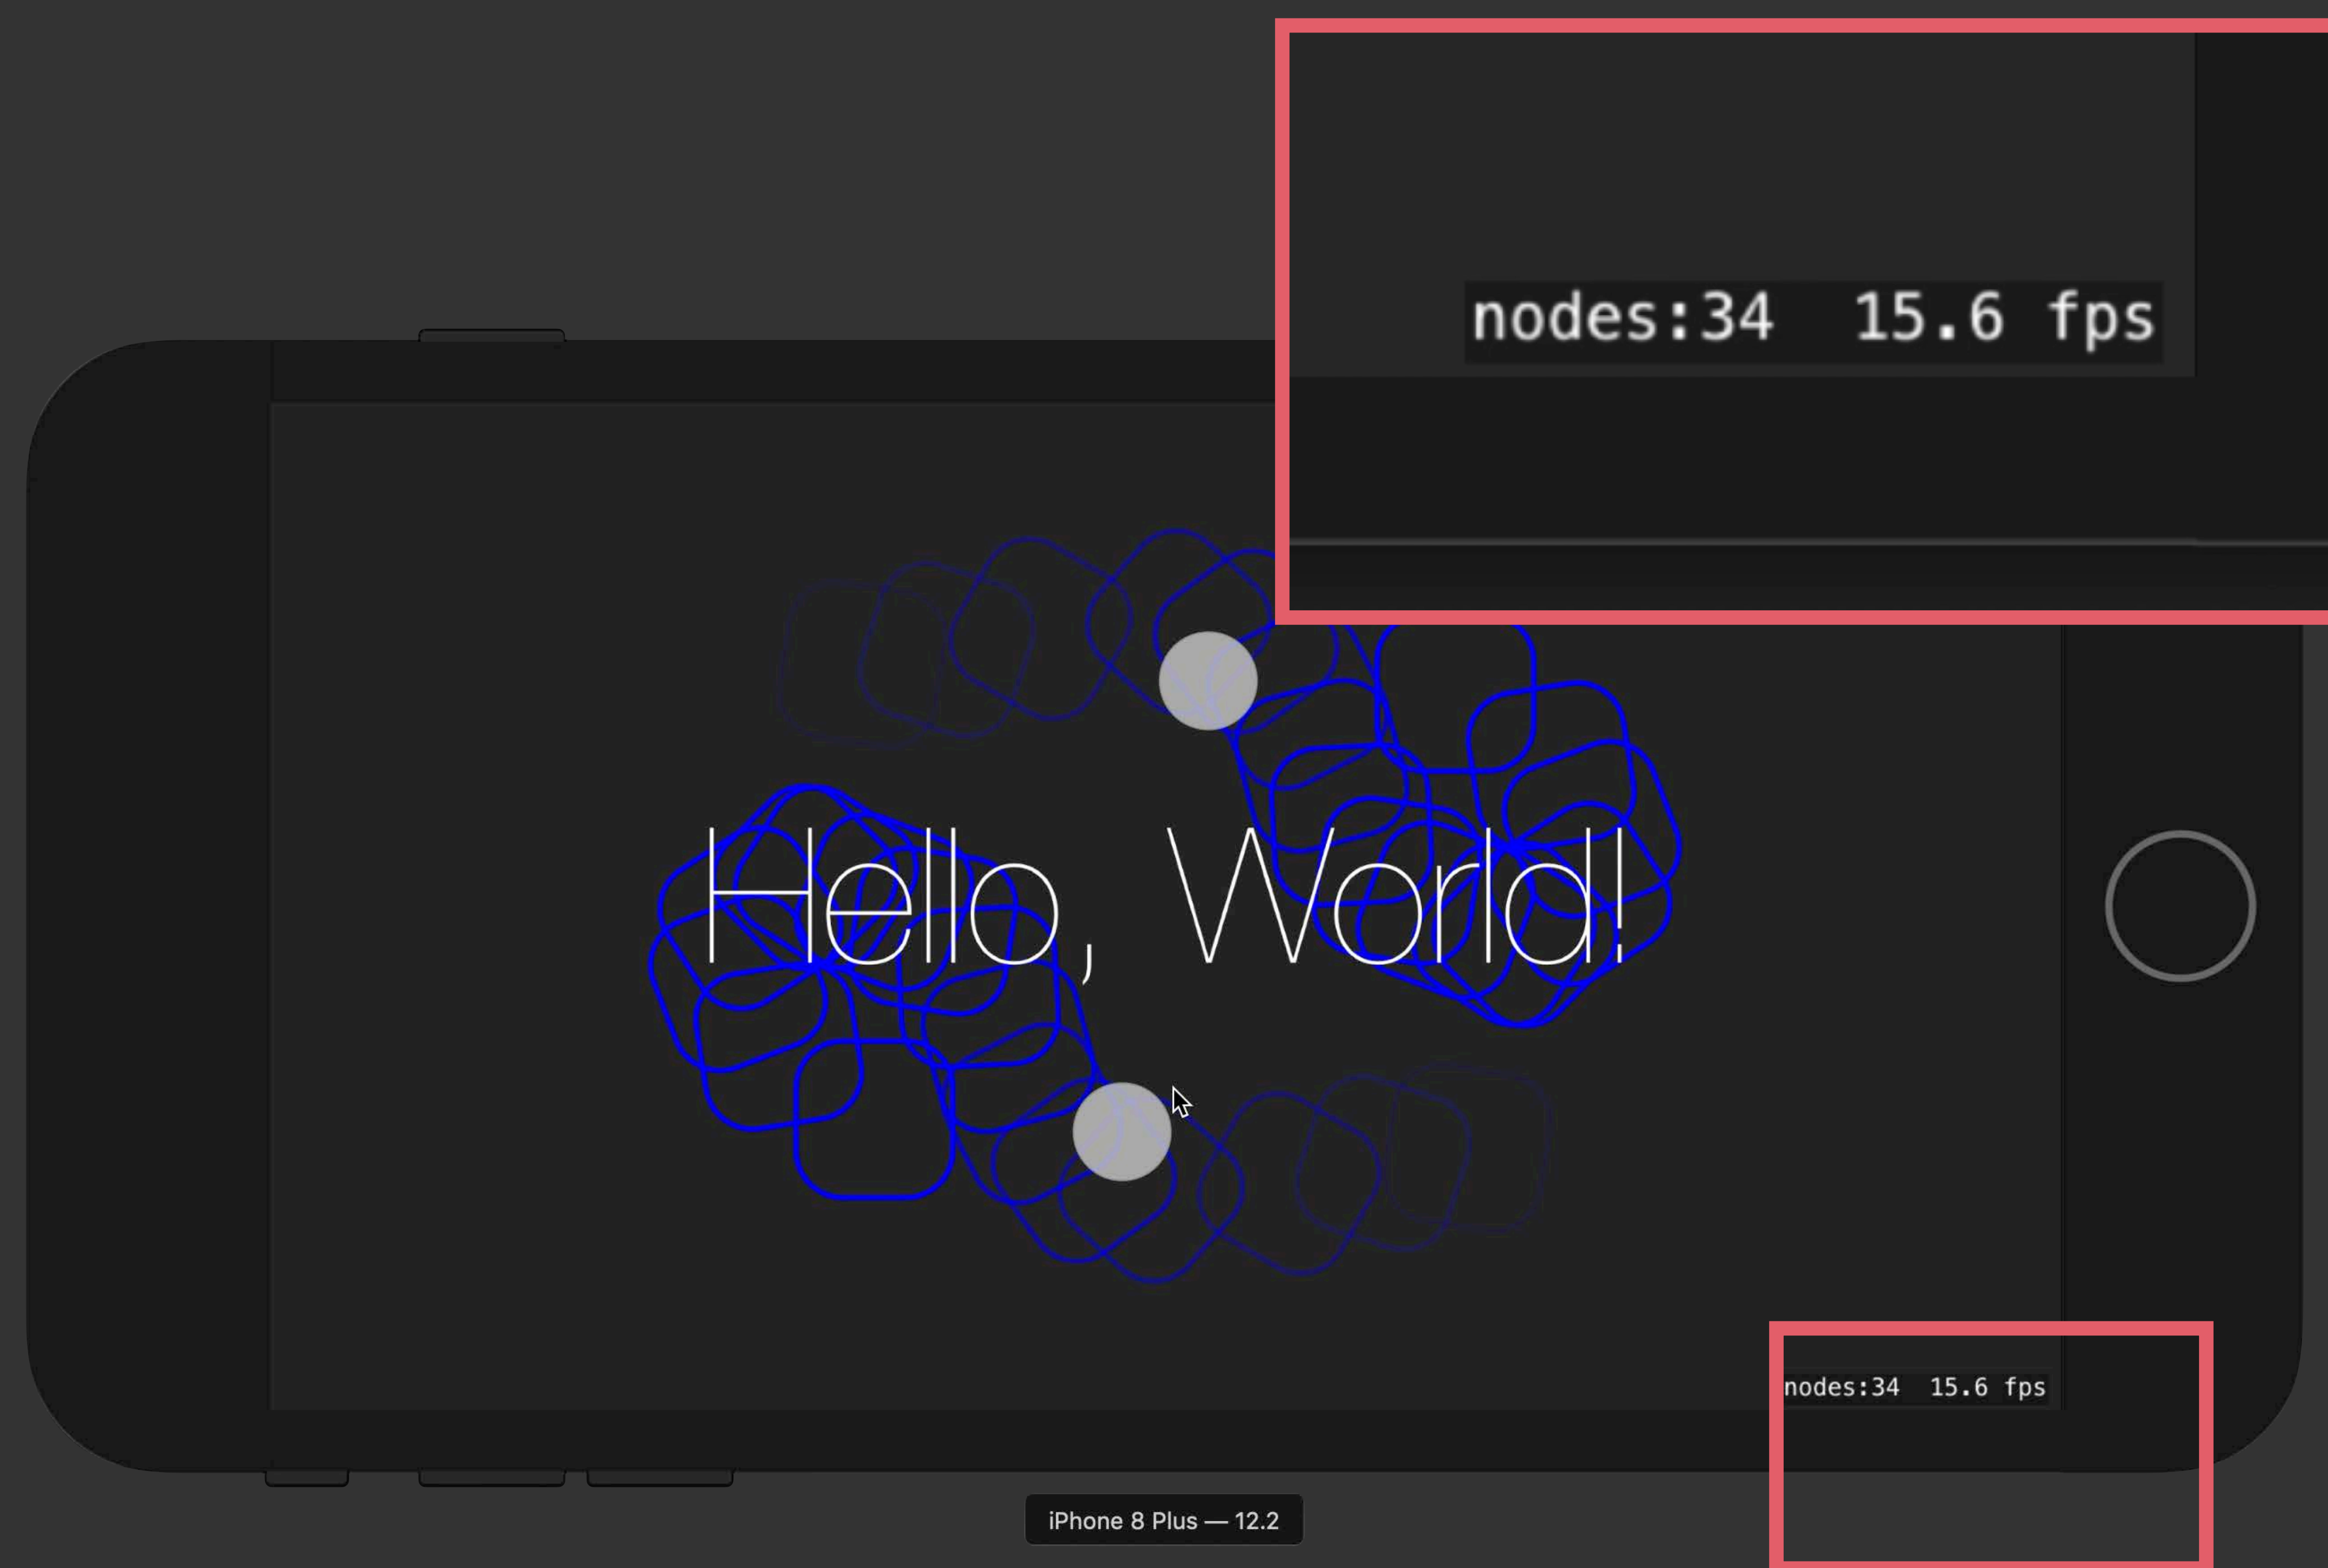 nodes:34  15.6 fps
Hello, World!
nodes:34  15.6 fps
iPhone 8 Plus — 12.2